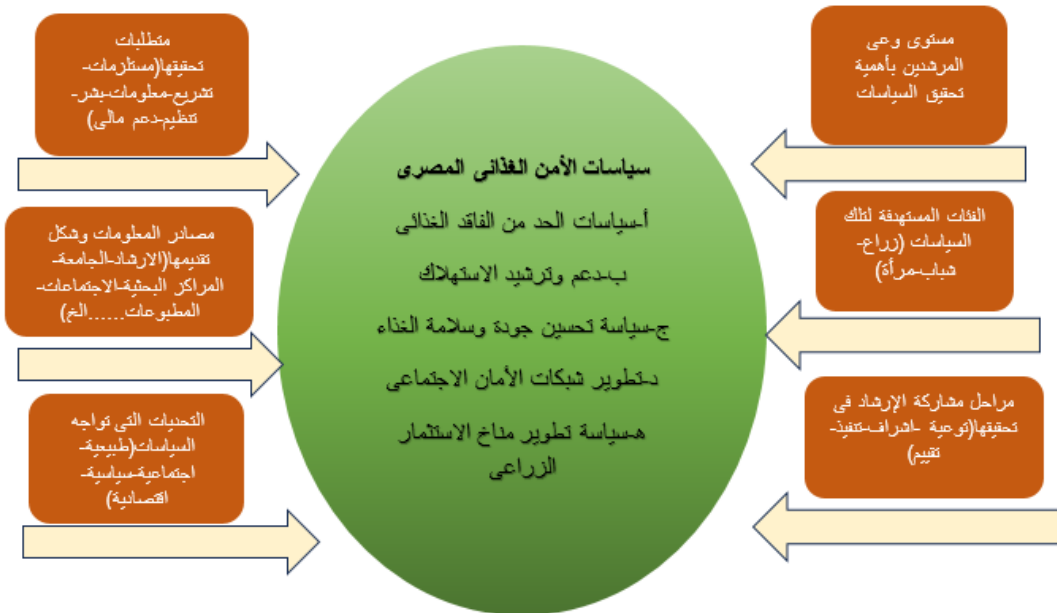 مستوى وعى
المرشدين بأهمية
تحقيق السياسات
الفئات المستهدفة لتلك
السياسات (زراع-
شباب-مرأة)
مراحل مشاركة الإرشاد فى
تحقيقها(توعية -اشراف-تنفيذ-
تقييم)
سياسات الأمن الغذائى المصرى
أ-سياسات الحد من الفاقد الغذائى
ب-دعم وترشيد الاستهلاك
ج-سياسة تحسين جودة وسلامة الغذاء
د-تطوير شبكات الأمان الاجتماعى
ه-سياسة تطوير مناخ الاستثمار
الزراعى
متطلبات
تحقيقها(مستلزمات-
تشريع-معلومات-بشر-
تنظيم-دعم مالى)
مصادر المعلومات وشكل
تقديمها(الارشاد-الجامعة-
المراكز البحثية-الاجتماعات-
المطبوعات......الخ)
التحديات التى تواجه
السياسات(طبيعية-
اجتماعية-سياسية-
اقتصادية)